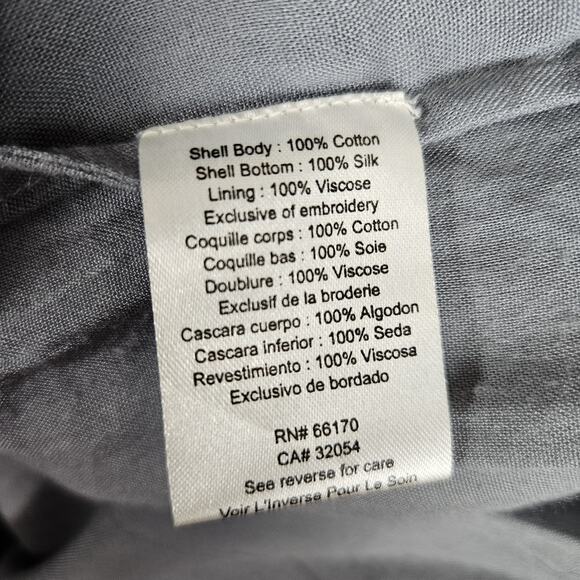 Shell Body : 100% Cotton
Shell Bottom : 100% Silk
Lining : 100% Viscose
Exclusive of embroidery
Coquille corps : 100% Cotton
Coquille bas : 100% Soie
Doublure : 100% Viscose
Exclusif de la broderie
Cascara cuerpo : 100% Algodon
Cascara inferior : 100% Seda
Revestimiento : 100% Viscosa
Exclusivo de bordado
RN# 66170
CA# 32054
See reverse for care
Voir L'Inverse Pour Le Soin